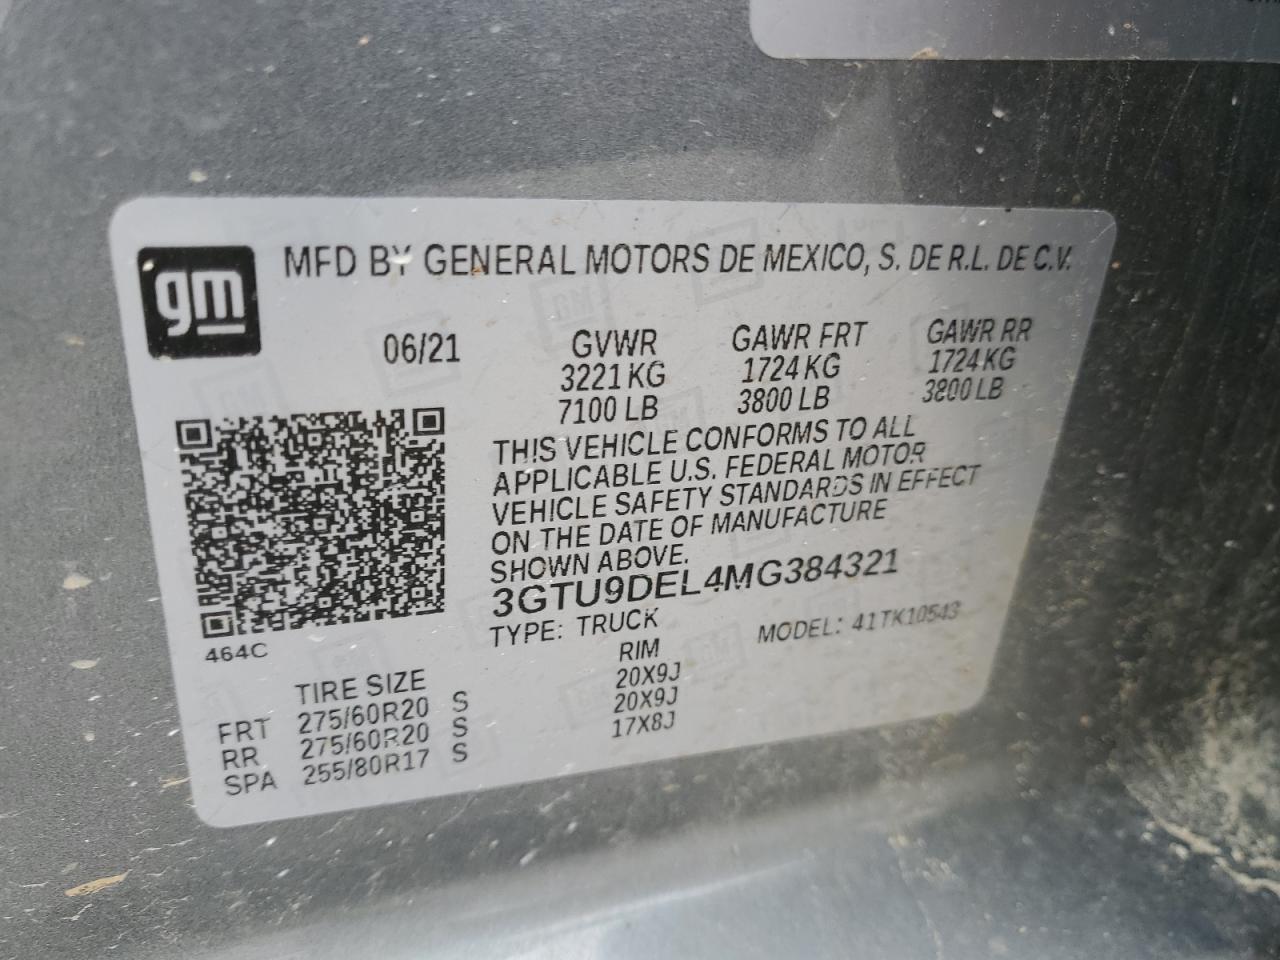 gm
MFD BY GENERAL MOTORS DE MEXICO, S. DE R.L. DE C.V.
06/21
GVWR GAWR FRT GAWR RR
3221 KG 1724 KG 1724 KG
7100 LB 3800 LB 3800 LB
THIS VEHICLE CONFORMS TO ALL
APPLICABLE U.S. FEDERAL MOTOR
VEHICLE SAFETY STANDARDS IN EFFECT
ON THE DATE OF MANUFACTURE
SHOWN ABOVE.
3GTU9DEL4MG384321
TYPE: TRUCK MODEL: 41TK10543
464C
TIRE SIZE RIM
FRT 275/60R20 S 20X9J
RR 275/60R20 S 20X9J
SPA 255/80R17 S 17X8J